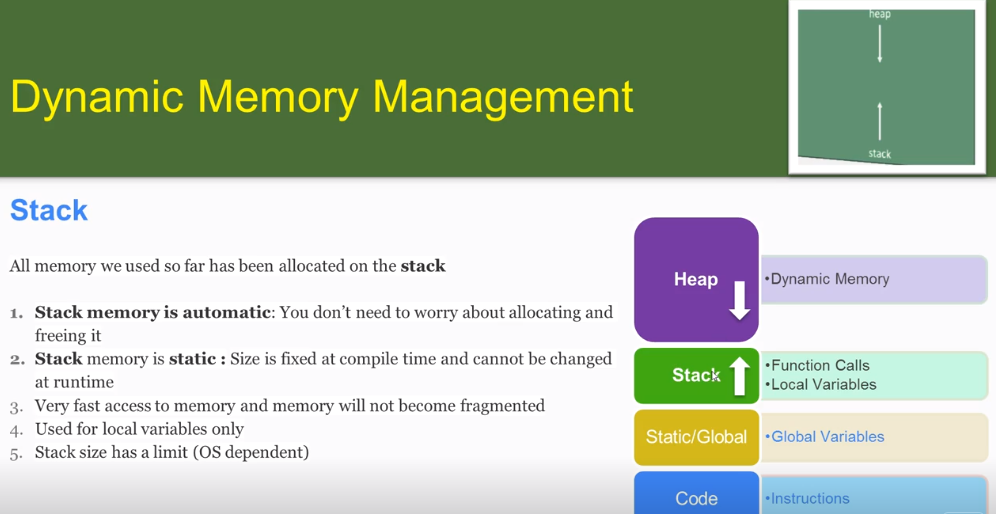 heap
stack
Dynamic Memory Management
Stack
All memory we used so far has been allocated on the stack
1. Stack memory is automatic: You don't need to worry about allocating and
freeing it
2. Stack memory is static : Size is fixed at compile time and cannot be changed
at runtime
3. Very fast access to memory and memory will not become fragmented
4. Used for local variables only
5. Stack size has a limit (OS dependent)
Heap
•Dynamic Memory
Stack
•Function Calls
•Local Variables
Static/Global
•Global Variables
Code
•Instructions